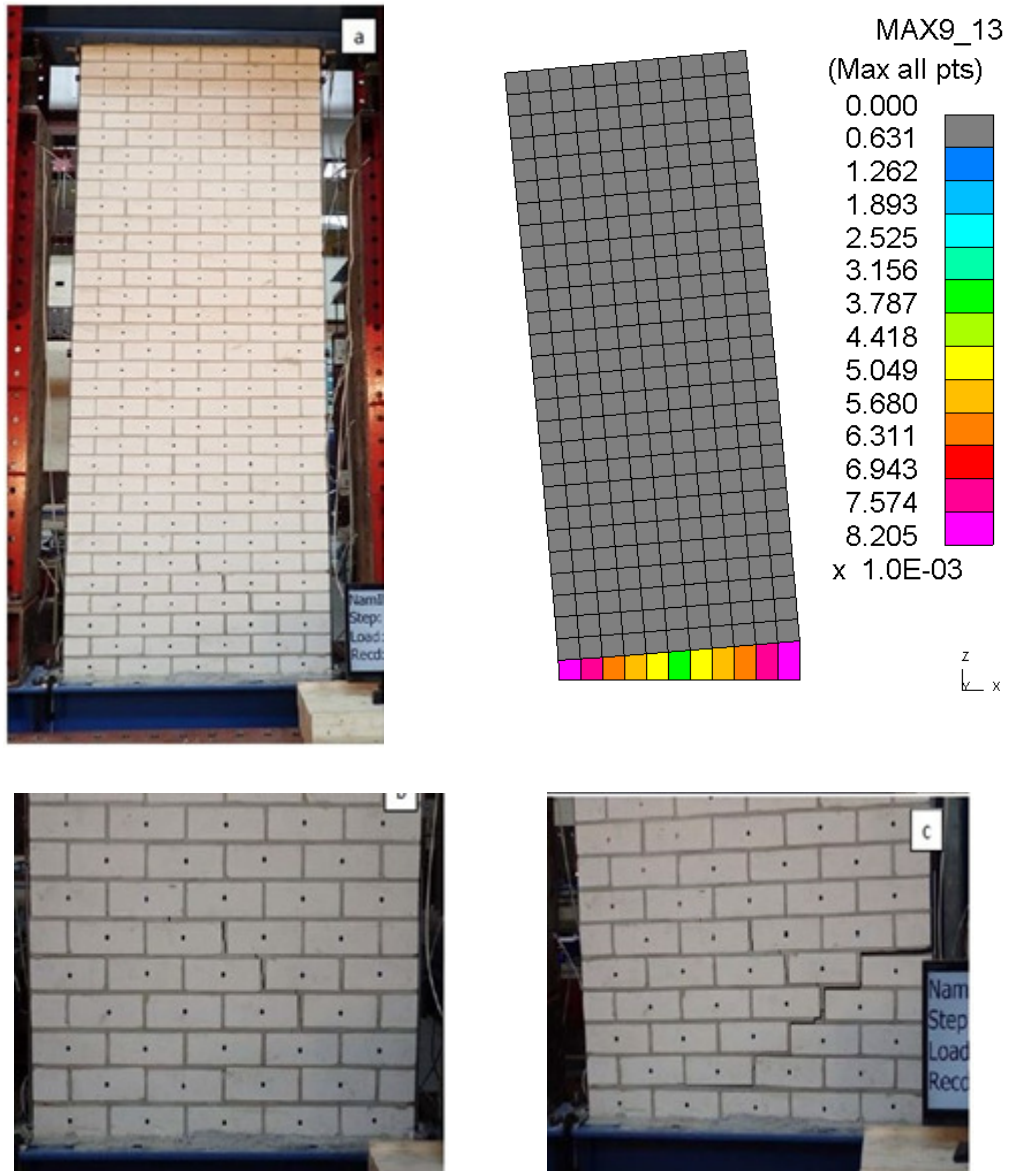 a
NamI
Step:
Load:
Recd:
MAX9_13
(Max all pts)
0.000
0.631
1.262
1.893
2.525
3.156
3.787
4.418
5.049
5.680
6.311
6.943
7.574
8.205
x 1.0E-03
Z
Y X
c
Nam
Step
Load
Recd